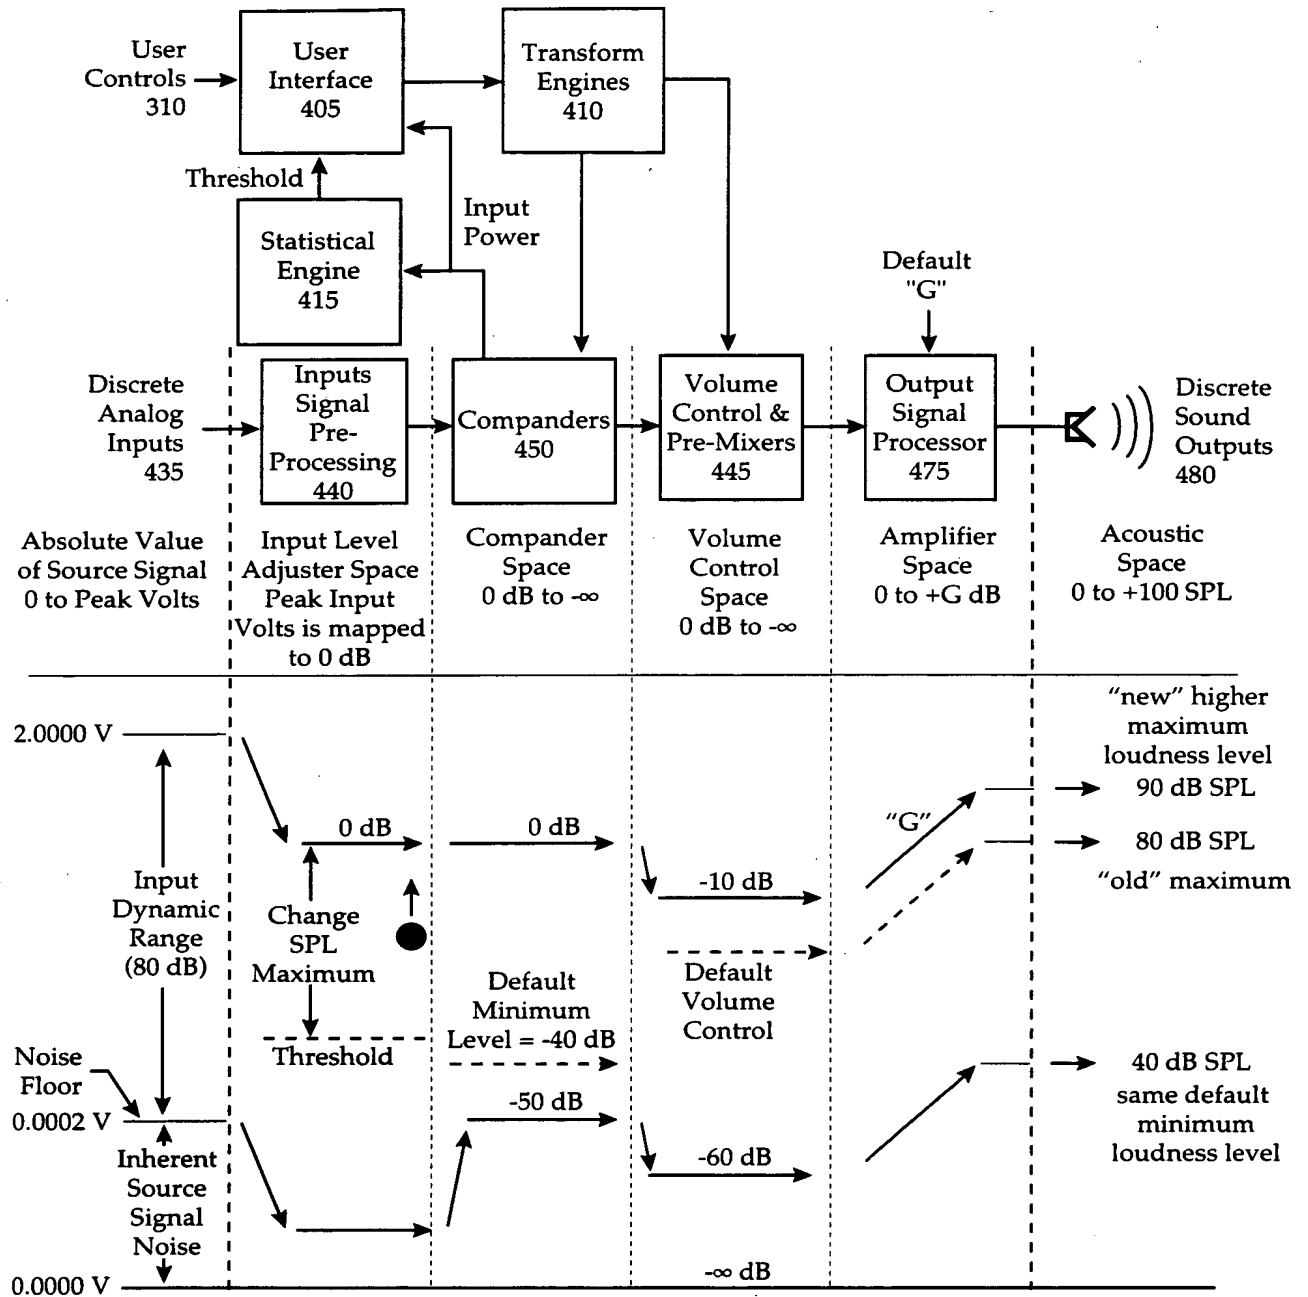 User
Controls
310
User
Interface
405
Transform
Engines
410
Threshold
Input
Power
Statistical
Engine
415
Default
"G"
Discrete
Analog
Inputs
435
Inputs
Signal
Pre-
Processing
440
Companders
450
Volume
Control &
Pre-Mixers
445
Output
Signal
Processor
475
Discrete
Sound
Outputs
480
Absolute Value
of Source Signal
0 to Peak Volts
Input Level
Adjuster Space
Peak Input
Volts is mapped
to 0 dB
Compander
Space
0 dB to -∞
Volume
Control
Space
0 dB to -∞
Amplifier
Space
0 to +G dB
Acoustic
Space
0 to +100 SPL
2.0000 V
Input
Dynamic
Range
(80 dB)
Noise
Floor
0.0002 V
Inherent
Source
Signal
Noise
0.0000 V
0 dB
Change
SPL
Maximum
Threshold
0 dB
Default
Minimum
Level = -40 dB
-50 dB
-10 dB
Default
Volume
Control
-60 dB
-∞ dB
“G”
“new” higher
maximum
loudness level
90 dB SPL
80 dB SPL
“old” maximum
40 dB SPL
same default
minimum
loudness level